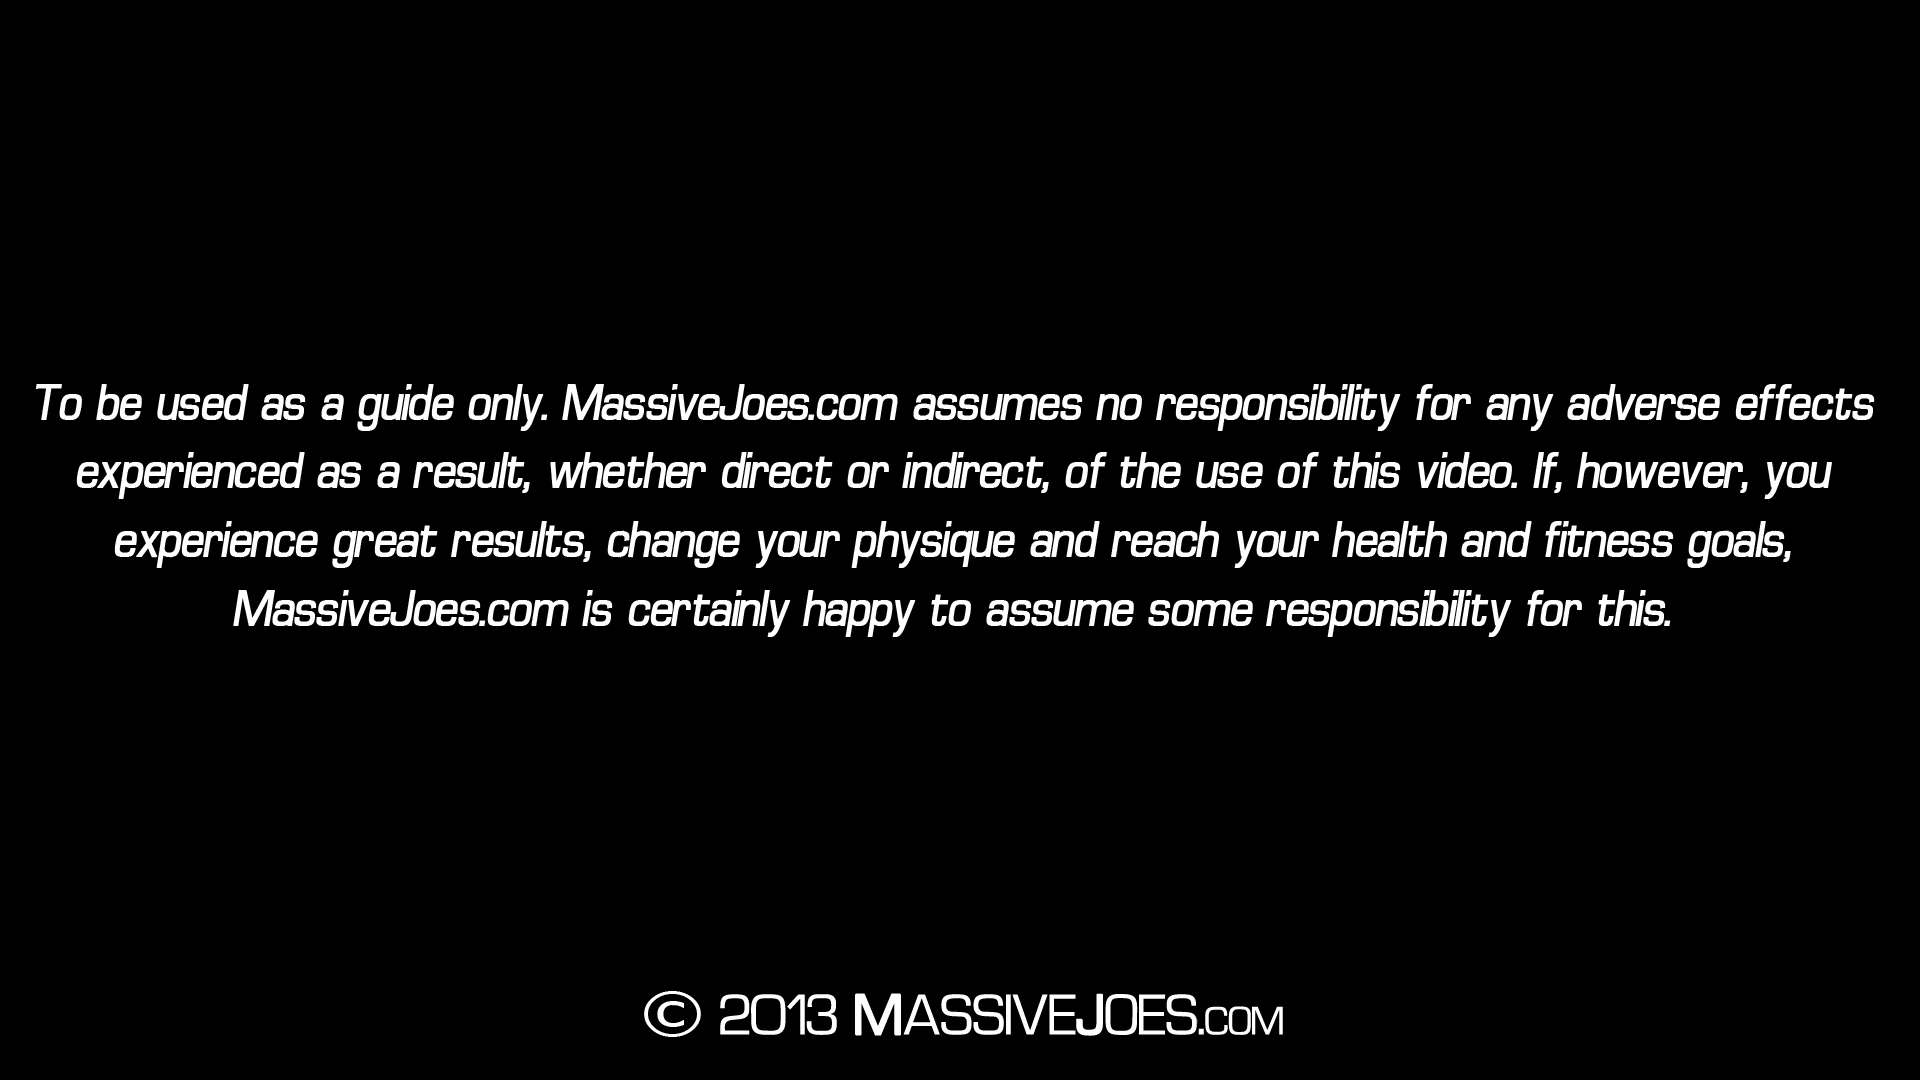 To be used as a guide only. MassiveJoes.com assumes no responsibility for any adverse effects
experienced as a result, whether direct or indirect, of the use of this video. If, however, you
experience great results, change your physique and reach your health and fitness goals,
MassiveJoes.com is certainly happy to assume some responsibility for this.
© 2013 MASSIVEJOES.COM